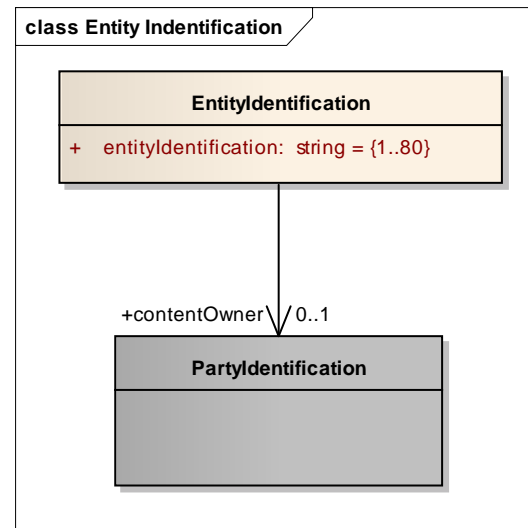 class Entity Indentification
EntityIdentification
+ entityIdentification: string = {1..80}
+contentOwner 0..1
PartyIdentification